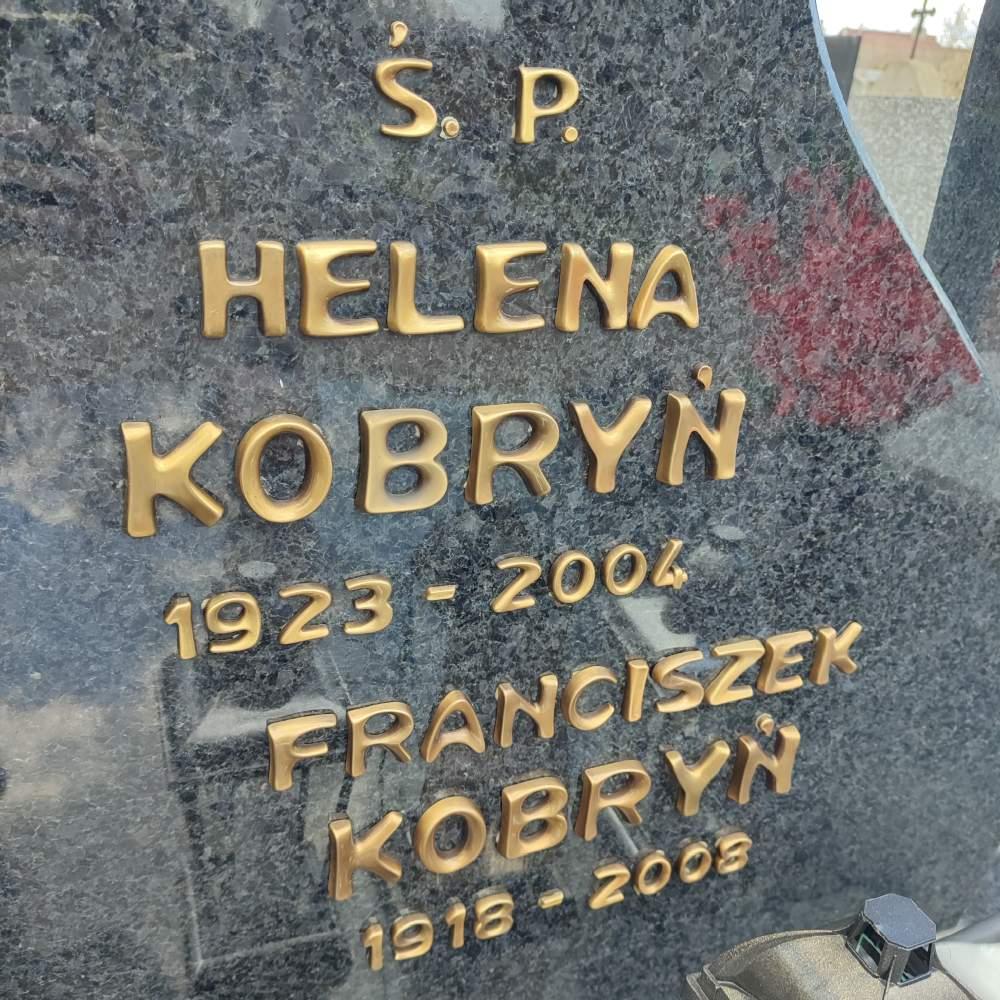 Ś. P.
HELENA
KOBRYŃ
1923 - 2004
FRANCISZEK
KOBRYŃ
1918 - 2008